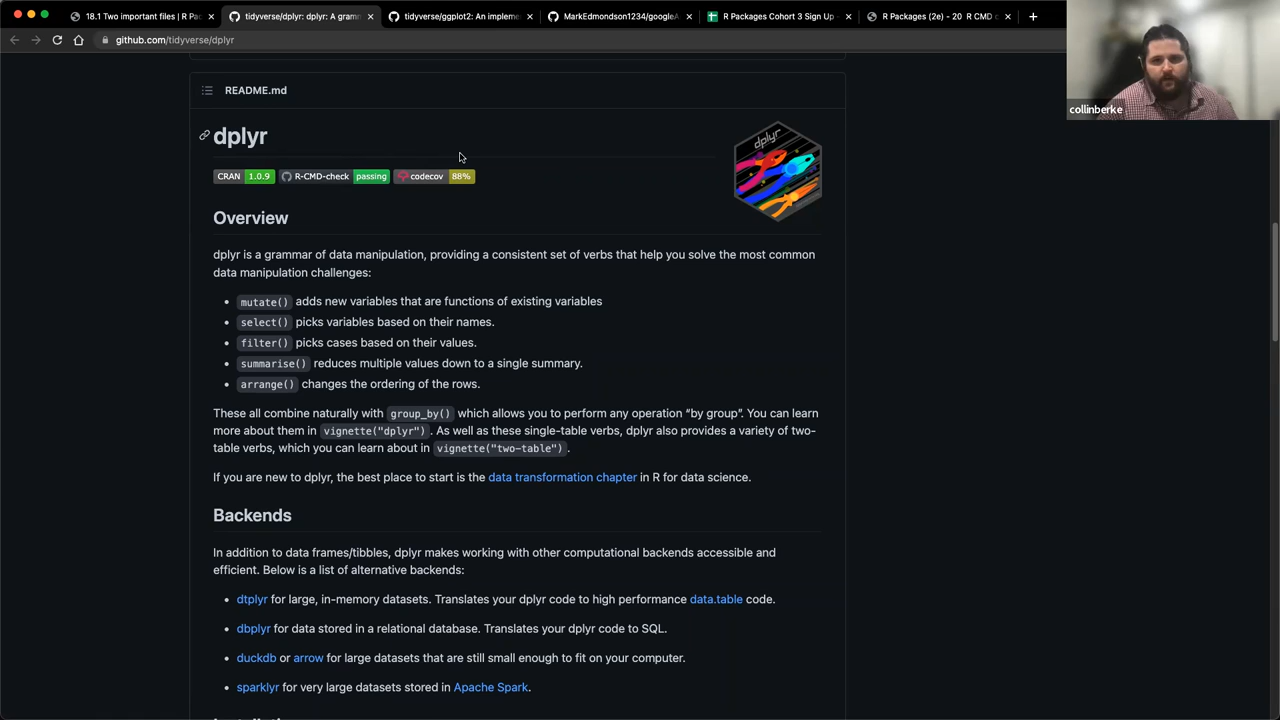 18.1 Two important files | R Pa
tidyverse/dplyr: dplyr: A gram
tidyverse/ggplot2: An impleme
MarkEdmondson1234/googleA
R Packages Cohort 3 Sign Up -
R Packages (2e) - 20 R CMD c
github.com/tidyverse/dplyr
collinberke
README.md
dplyr
dplyr
CRAN 1.0.9 R-CMD-check passing codecov 88%
Overview
dplyr is a grammar of data manipulation, providing a consistent set of verbs that help you solve the most common
data manipulation challenges:
• mutate() adds new variables that are functions of existing variables
• select() picks variables based on their names.
• filter() picks cases based on their values.
• summarise() reduces multiple values down to a single summary.
• arrange() changes the ordering of the rows.
These all combine naturally with group_by() which allows you to perform any operation “by group”. You can learn
more about them in vignette("dplyr"). As well as these single-table verbs, dplyr also provides a variety of two-
table verbs, which you can learn about in vignette("two-table").
If you are new to dplyr, the best place to start is the data transformation chapter in R for data science.
Backends
In addition to data frames/tibbles, dplyr makes working with other computational backends accessible and
efficient. Below is a list of alternative backends:
• dtplyr for large, in-memory datasets. Translates your dplyr code to high performance data.table code.
• dbplyr for data stored in a relational database. Translates your dplyr code to SQL.
• duckdb or arrow for large datasets that are still small enough to fit on your computer.
• sparklyr for very large datasets stored in Apache Spark.